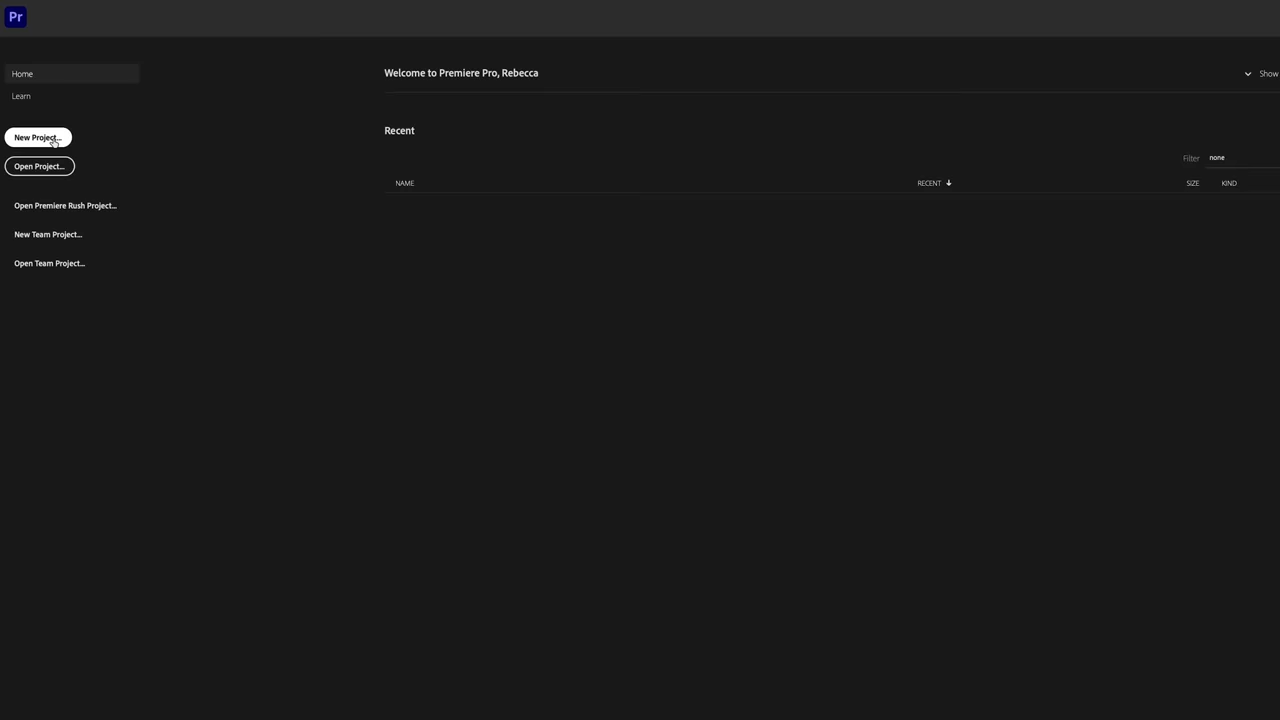 Pr
Home
Learn
New Project...
Open Project...
Open Premiere Rush Project...
New Team Project...
Open Team Project...
Welcome to Premiere Pro, Rebecca
Show
Recent
Filter none
NAME RECENT SIZE KIND